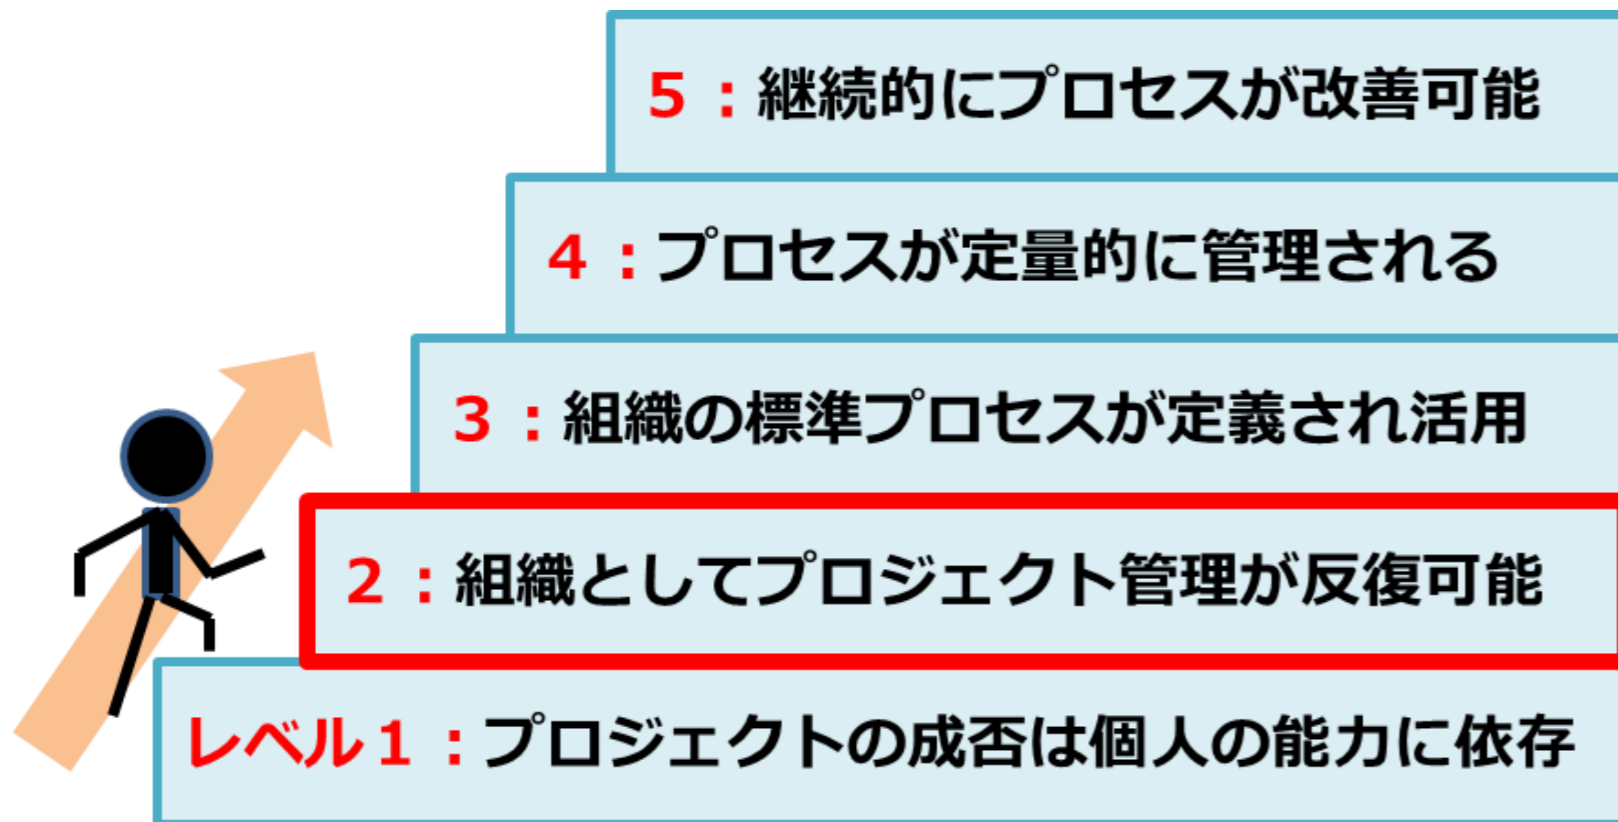 5：継続的にプロセスが改善可能
4：プロセスが定量的に管理される
3：組織の標準プロセスが定義され活用
2：組織としてプロジェクト管理が反復可能
レベル１：プロジェクトの成否は個人の能力に依存